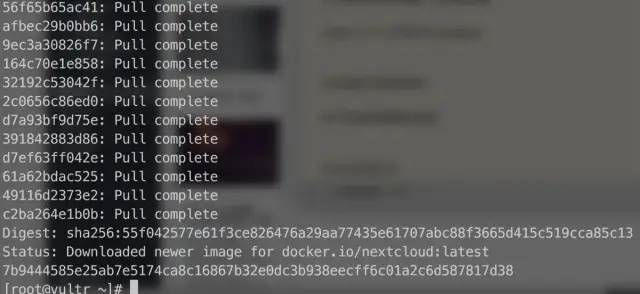 56f65b65ac41: Pull complete
afbec29b0bb6: Pull complete
9ec3a30826f7: Pull complete
164c70e1e858: Pull complete
32192c53042f: Pull complete
2c0656c86ed0: Pull complete
d7a93bf9d75e: Pull complete
391842883d86: Pull complete
d7ef63ff042e: Pull complete
61a62bdac525: Pull complete
49116d2373e2: Pull complete
c2ba264e1b0b: Pull complete
Digest: sha256:55f042577e61f3ce826476a29aa77435e61707abc88f3665d415c519cca85c13
Status: Downloaded newer image for docker.io/nextcloud:latest
7b9444585e25ab7e5174ca8c16867b32e0dc3b938eecff6c01a2c6d587817d38
[root@vultr ~]#